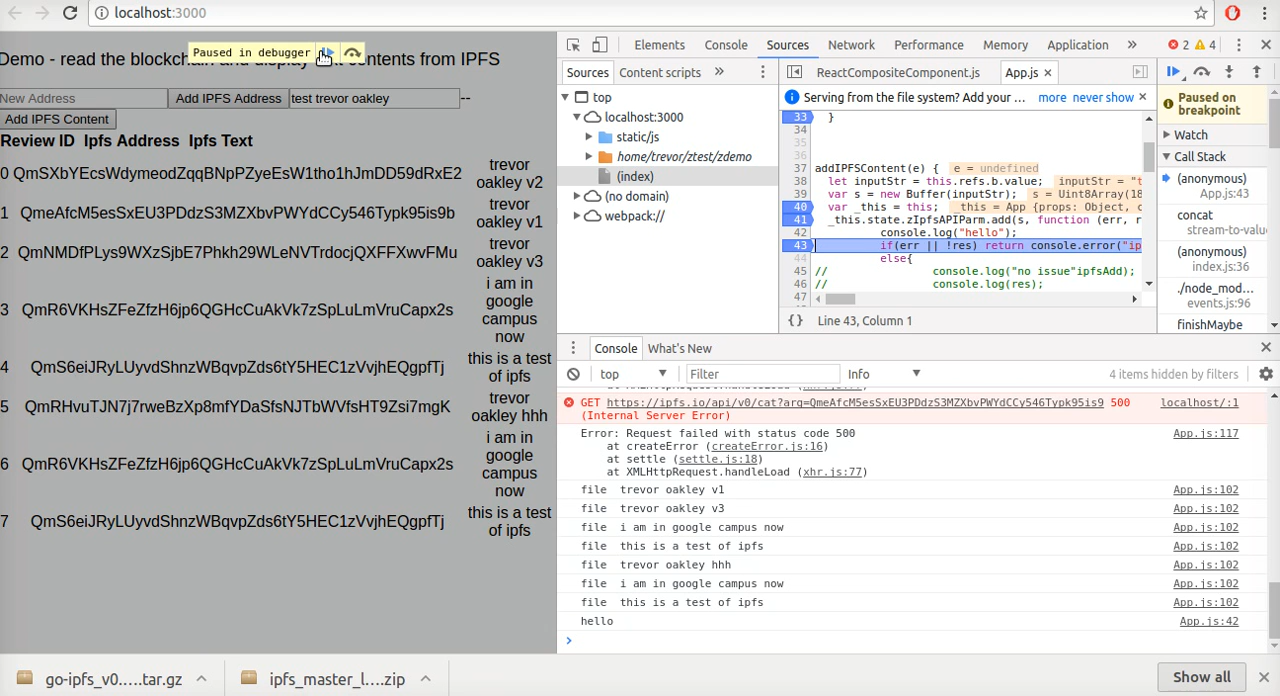 localhost:3000
Paused in debugger
Demo - read the blockchain and display contents from IPFS
New Address Add IPFS Address test trevor oakley --
Add IPFS Content
Review ID Ipfs Address Ipfs Text
0 QmSXbYEcsWdymeodZqqBNpPZyeEsW1tho1hJmDD59dRxE2 trevor oakley v2
1 QmeAfcM5esSxEU3PDdzS3MZXbvPWYdCCy546Typk95is9b trevor oakley v1
2 QmNMDfPLys9WXzSjbE7Phkh29WLeNVTrdocjQXFFXwvFMu trevor oakley v3
3 QmR6VKHsZFeZfzH6jp6QGHcCuAkVk7zSpLuLmVruCapx2s i am in google campus now
4 QmS6eiJRyLUyvdShnzWBqvpZds6tY5HEC1zVvjhEQgpfTj this is a test of ipfs
5 QmRHvuTJN7j7rweBzXp8mfYDaSfsNJTbWVfsHT9Zsi7mgK trevor oakley hhh
6 QmR6VKHsZFeZfzH6jp6QGHcCuAkVk7zSpLuLmVruCapx2s i am in google campus now
7 QmS6eiJRyLUyvdShnzWBqvpZds6tY5HEC1zVvjhEQgpfTj this is a test of ipfs
Elements Console Sources Network Performance Memory Application » 2 4
Sources Content scripts »
top
localhost:3000
static/js
home/trevor/ztest/zdemo
(index)
(no domain)
webpack://
ReactCompositeComponent.js App.js ×
Serving from the file system? Add your ... more never show ×
33 }
34
35
36
37 addIPFSContent(e) { e = undefined
38 let inputStr = this.refs.b.value; inputStr = "t
39 var s = new Buffer(inputStr); s = Uint8Array(18
40 var _this = this; _this = App {props: Object, c
41 _this.state.zIpfsAPIParm.add(s, function (err, r
42 console.log("hello");
43 if(err || !res) return console.error("ip
44 else{
45 // console.log("no issue"ipfsAdd);
46 // console.log(res);
47
{} Line 43, Column 1
Paused on breakpoint
Watch
Call Stack
(anonymous)
App.js:43
concat
stream-to-valu
(anonymous)
index.js:36
./node_mod...
events.js:96
finishMaybe
Console What's New
top Filter Info 4 items hidden by filters
GET https://ipfs.io/api/v0/cat?arg=QmeAfcM5esSxEU3PDdzS3MZXbvPWYdCCy546Typk95is9 500 localhost/:1
(Internal Server Error)
Error: Request failed with status code 500 App.js:117
at createError (createError.js:16)
at settle (settle.js:18)
at XMLHttpRequest.handleLoad (xhr.js:77)
file trevor oakley v1 App.js:102
file trevor oakley v3 App.js:102
file i am in google campus now App.js:102
file this is a test of ipfs App.js:102
file trevor oakley hhh App.js:102
file i am in google campus now App.js:102
file this is a test of ipfs App.js:102
hello App.js:42
>
go-ipfs_v0.....tar.gz ipfs_master_l....zip Show all